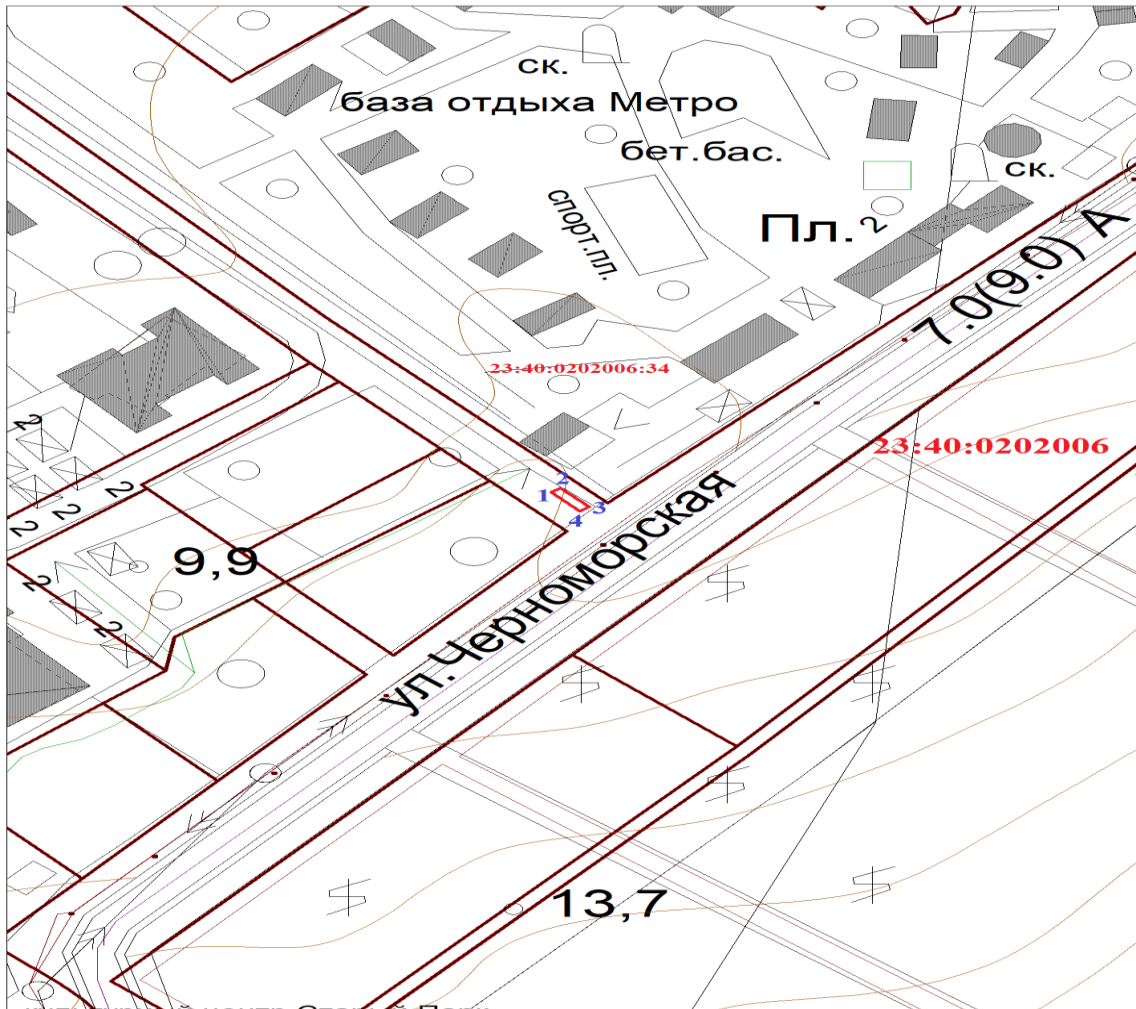 ск.
база отдыха Метро
бет.бас.
ск.
спорт.пл.
Пл.
2
7.0(9.0) А
23:40:0202006:34
23:40:0202006
2
1
2
3
4
2
2
2
2
9,9
2
2
ул.Черноморская
13,7